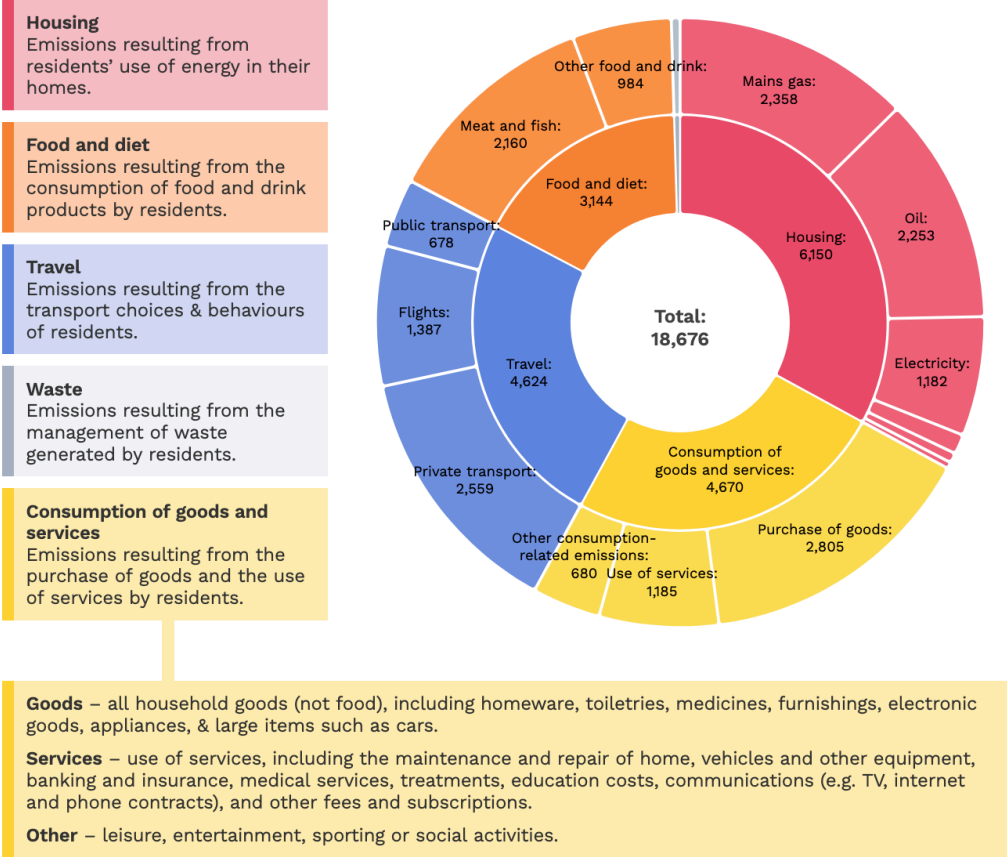 Housing
Emissions resulting from
residents’ use of energy in their
homes.
Food and diet
Emissions resulting from the
consumption of food and drink
products by residents.
Travel
Emissions resulting from the
transport choices & behaviours
of residents.
Waste
Emissions resulting from the
management of waste
generated by residents.
Consumption of goods and
services
Emissions resulting from the
purchase of goods and the use
of services by residents.
Other food and drink:
984
Mains gas:
2,358
Meat and fish:
2,160
Food and diet:
3,144
Oil:
2,253
Public transport:
678
Housing:
6,150
Flights:
1,387
Total:
18,676
Travel:
4,624
Electricity:
1,182
Consumption of
goods and services:
4,670
Private transport:
2,559
Purchase of goods:
2,805
Other consumption-
related emissions:
680
Use of services:
1,185
Goods – all household goods (not food), including homeware, toiletries, medicines, furnishings, electronic
goods, appliances, & large items such as cars.
Services – use of services, including the maintenance and repair of home, vehicles and other equipment,
banking and insurance, medical services, treatments, education costs, communications (e.g. TV, internet
and phone contracts), and other fees and subscriptions.
Other – leisure, entertainment, sporting or social activities.